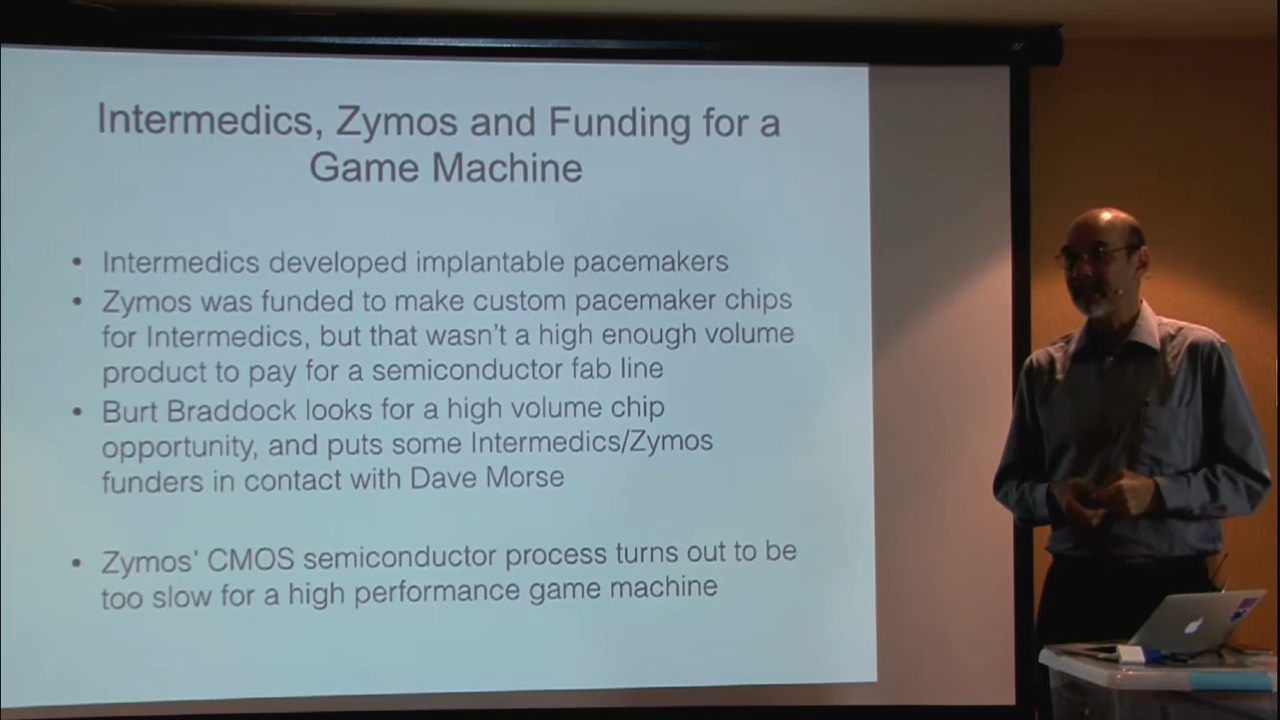 Intermedics, Zymos and Funding for a
Game Machine
• Intermedics developed implantable pacemakers
• Zymos was funded to make custom pacemaker chips
for Intermedics, but that wasn't a high enough volume
product to pay for a semiconductor fab line
• Burt Braddock looks for a high volume chip
opportunity, and puts some Intermedics/Zymos
funders in contact with Dave Morse
• Zymos' CMOS semiconductor process turns out to be
too slow for a high performance game machine